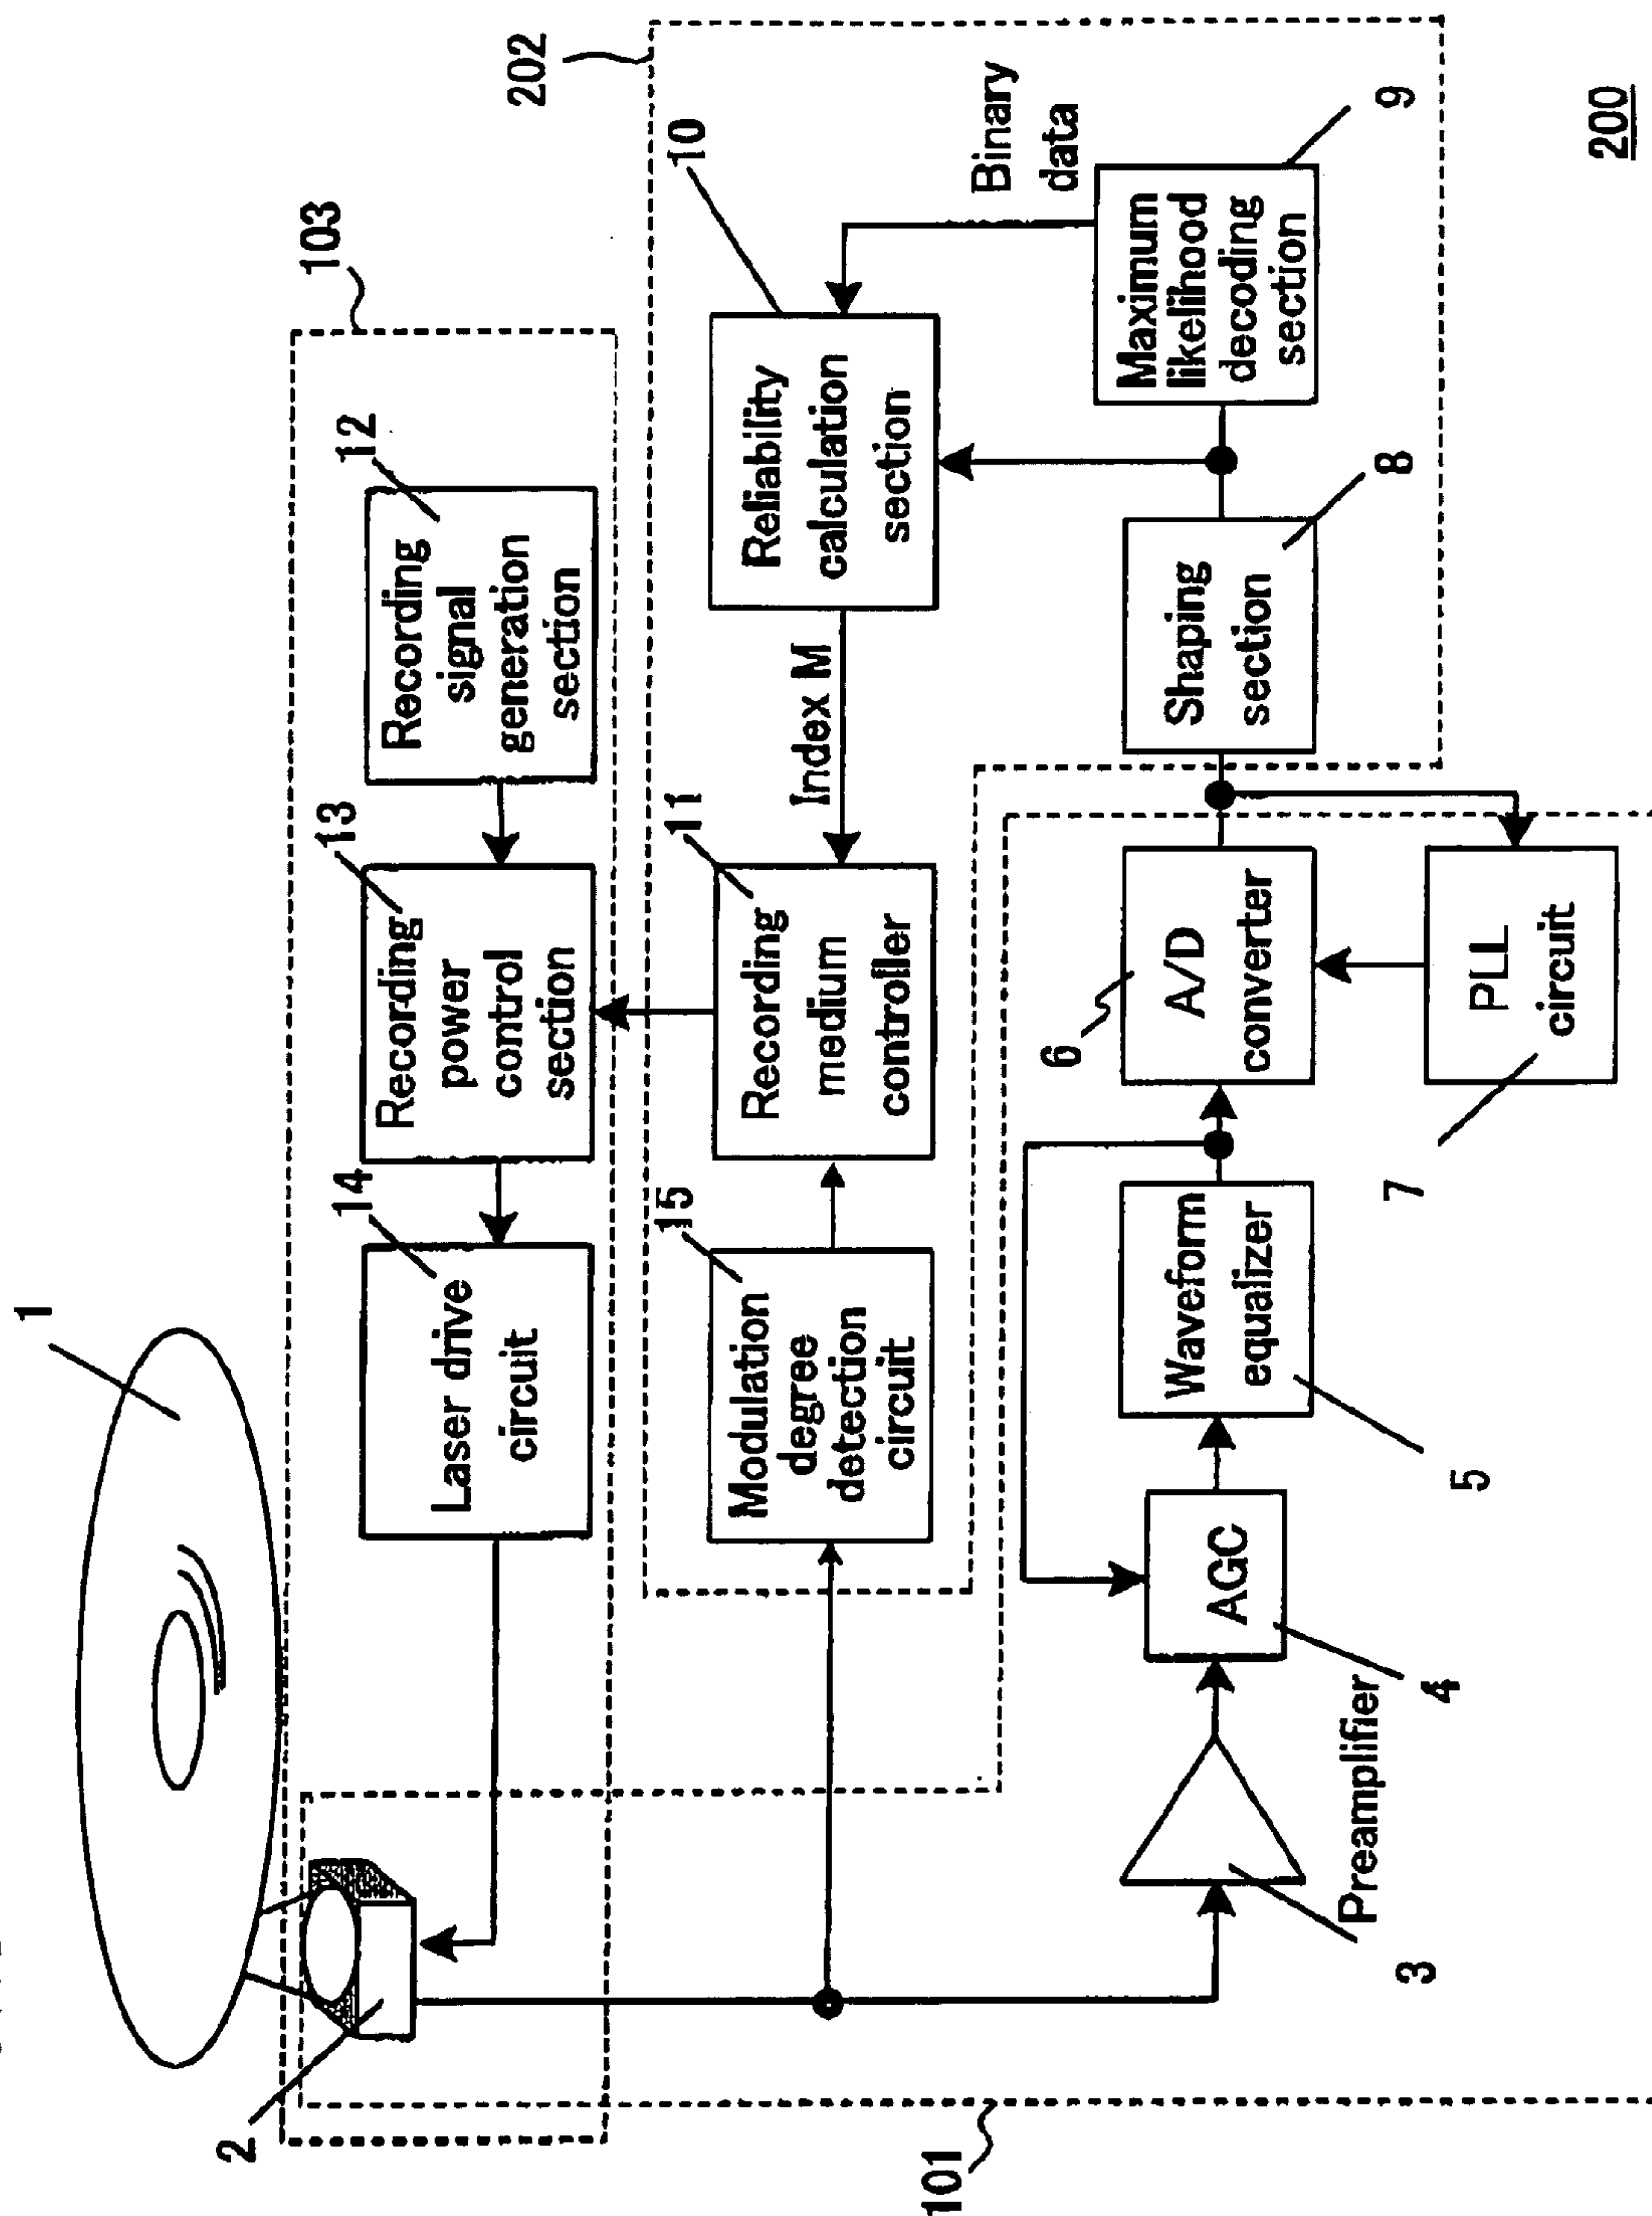 1
103
202
2
14
13
12
Laser drive
circuit
Recording
power
control
section
Recording
signal
generation
section
15
11
10
Modulation
degree
detection
circuit
Recording
medium
controller
Index M
Reliability
calculation
section
Binary
data
101
6
3
Preamplifier
AGC
4
Waveform
equalizer
5
A/D
converter
Shaping
section
8
Maximum
likelihood
decoding
section
9
7
PLL
circuit
200